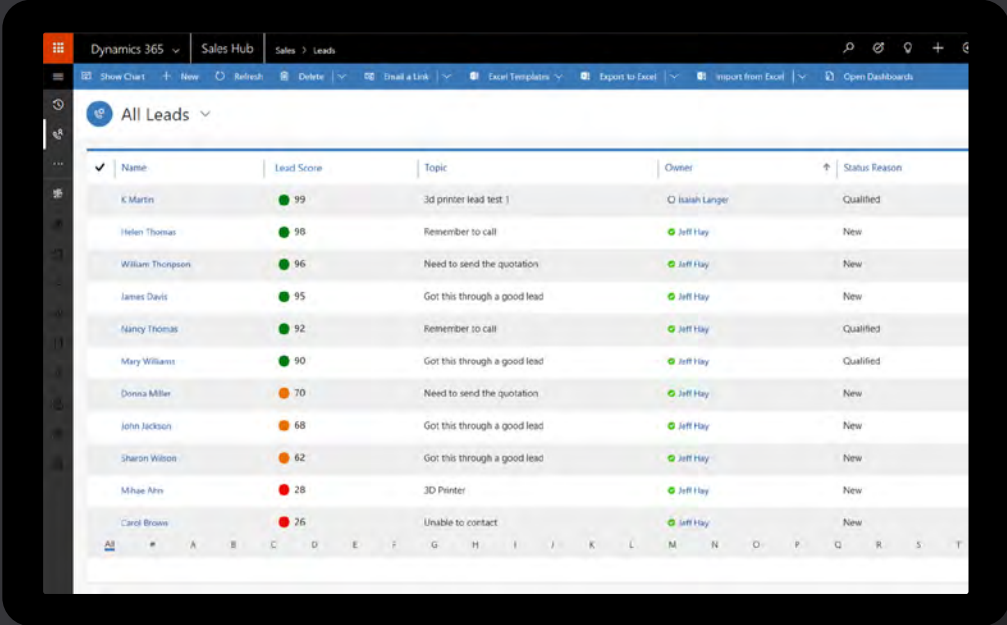 Dynamics 365 Sales Hub Sales > Leads
Show Chart + New Refresh Delete Email a Link Excel Templates Export to Excel Import from Excel Open Dashboards
All Leads
Name Lead Score Topic Owner ↑ Status Reason
K Martin 99 3d printer lead test 1 Isaiah Langer Qualified
Helen Thomas 98 Remember to call Jeff Hay New
William Thompson 96 Need to send the quotation Jeff Hay New
James Davis 95 Got this through a good lead Jeff Hay New
Nancy Thomas 92 Remember to call Jeff Hay Qualified
Mary Williams 90 Got this through a good lead Jeff Hay Qualified
Donna Miller 70 Need to send the quotation Jeff Hay New
John Jackson 68 Got this through a good lead Jeff Hay New
Sharon Wilson 62 Got this through a good lead Jeff Hay New
Mihae Ahn 28 3D Printer Jeff Hay New
Carol Brown 26 Unable to contact Jeff Hay New
All # A B C D E F G H I J K L M N O P Q R S T